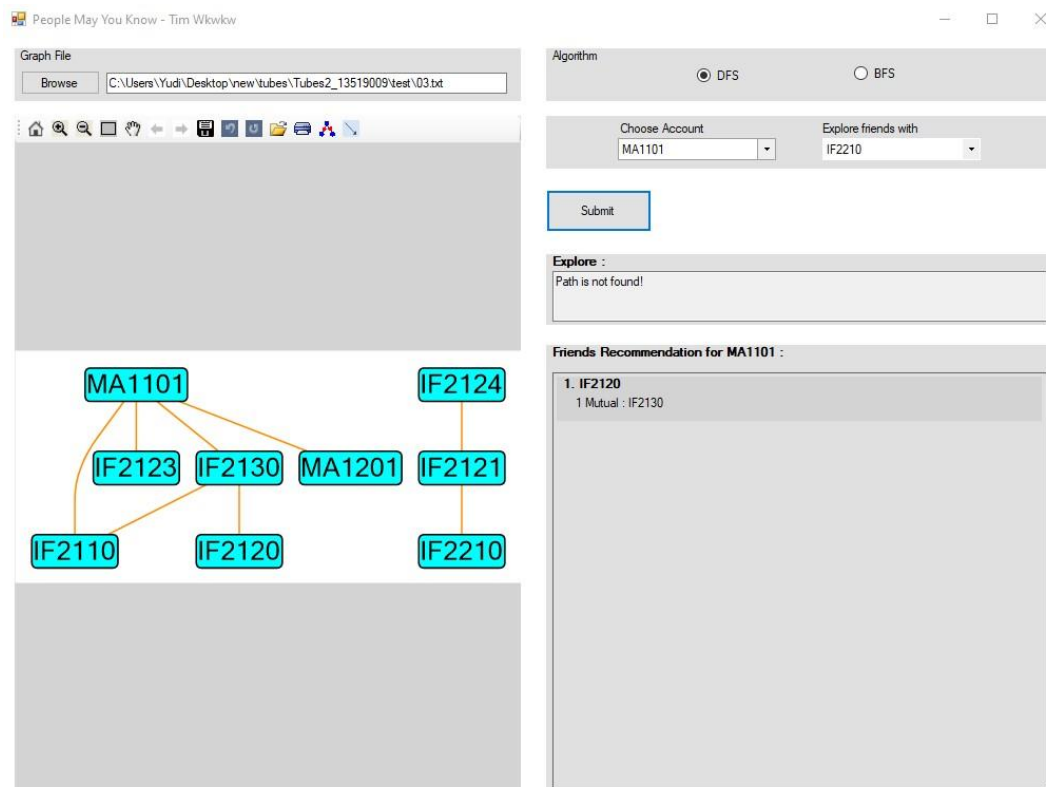 People May You Know - Tim Wkwkw
Graph File
Browse C:\Users\Yudi\Desktop\new\tubes\Tubes2_13519009\test\03.txt
Algorithm
DFS BFS
Choose Account Explore friends with
MA1101 IF2210
Submit
Explore :
Path is not found!
Friends Recommendation for MA1101 :
1. IF2120
1 Mutual : IF2130
MA1101 IF2124
IF2123 IF2130 MA1201 IF2121
IF2110 IF2120 IF2210